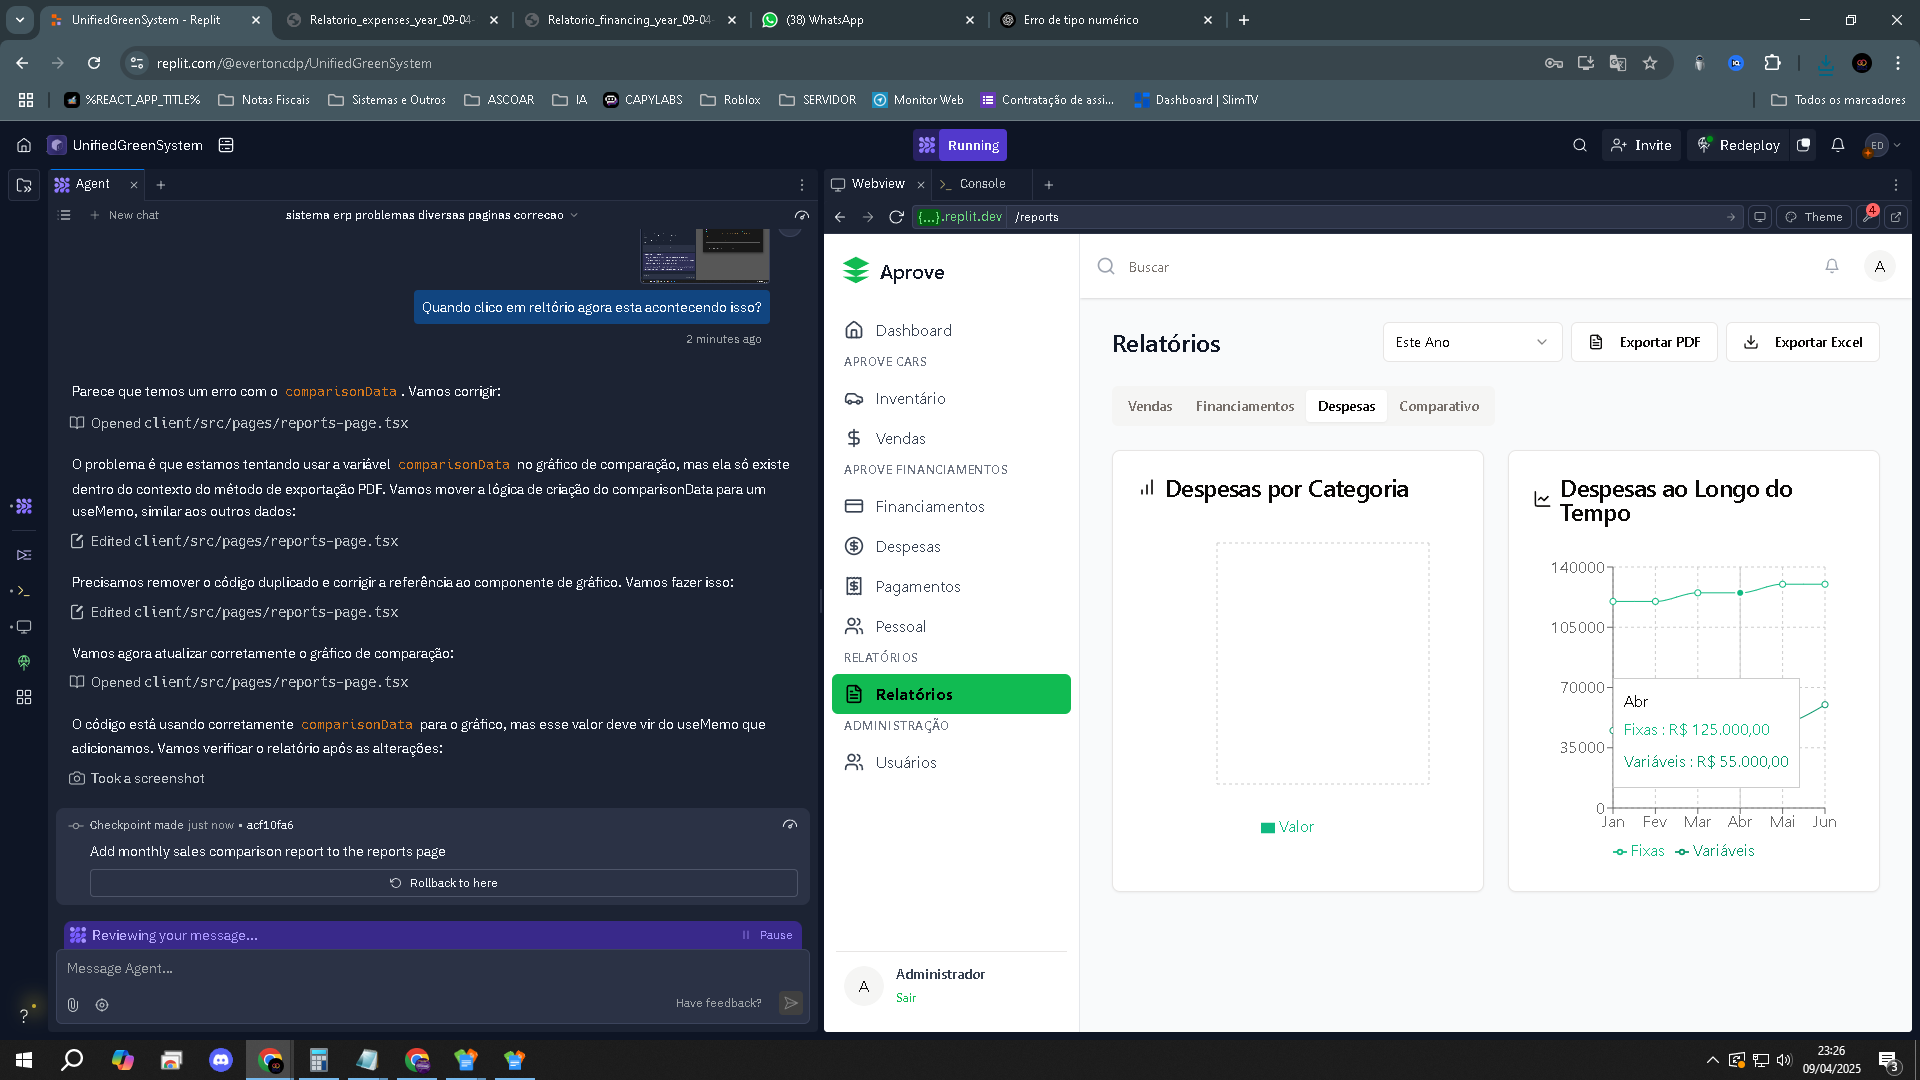 UnifiedGreenSystem - Replit
Relatorio_expenses_year_09-04-
Relatorio_financing_year_09-04
(38) WhatsApp
Erro de tipo numérico
replit.com/@evertoncdp/UnifiedGreenSystem
%REACT_APP_TITLE%
Notas Fiscais
Sistemas e Outros
ASCOAR
IA
CAPYLABS
Roblox
SERVIDOR
Monitor Web
Contratação de assi...
Dashboard | SlimTV
Todos os marcadores
UnifiedGreenSystem
Running
Invite
Redeploy
ED
Agent
New chat
sistema erp problemas diversas paginas correcao
Quando clico em reltório agora esta acontecendo isso?
2 minutes ago
Parece que temos um erro com o comparisonData. Vamos corrigir:
Opened client/src/pages/reports-page.tsx
O problema é que estamos tentando usar a variável comparisonData no gráfico de comparação, mas ela só existe
dentro do contexto do método de exportação PDF. Vamos mover a lógica de criação do comparisonData para um
useMemo, similar aos outros dados:
Edited client/src/pages/reports-page.tsx
Precisamos remover o código duplicado e corrigir a referência ao componente de gráfico. Vamos fazer isso:
Edited client/src/pages/reports-page.tsx
Vamos agora atualizar corretamente o gráfico de comparação:
Opened client/src/pages/reports-page.tsx
O código está usando corretamente comparisonData para o gráfico, mas esse valor deve vir do useMemo que
adicionamos. Vamos verificar o relatório após as alterações:
Took a screenshot
Checkpoint made just now • acf10fa6
Add monthly sales comparison report to the reports page
Rollback to here
Reviewing your message...
Pause
Message Agent...
Have feedback?
?
Webview
Console
{...}.replit.dev
/reports
Theme
4
Aprove
Dashboard
APROVE CARS
Inventário
Vendas
APROVE FINANCIAMENTOS
Financiamentos
Despesas
Pagamentos
Pessoal
RELATÓRIOS
Relatórios
ADMINISTRAÇÃO
Usuários
A
Administrador
Sair
Buscar
A
Relatórios
Este Ano
Exportar PDF
Exportar Excel
Vendas
Financiamentos
Despesas
Comparativo
Despesas por Categoria
Valor
Despesas ao Longo do
Tempo
140000
105000
70000
35000
0
Abr
Fixas : R$ 125.000,00
Variáveis : R$ 55.000,00
Jan
Fev
Mar
Abr
Mai
Jun
Fixas
Variáveis
23:26
09/04/2025
3